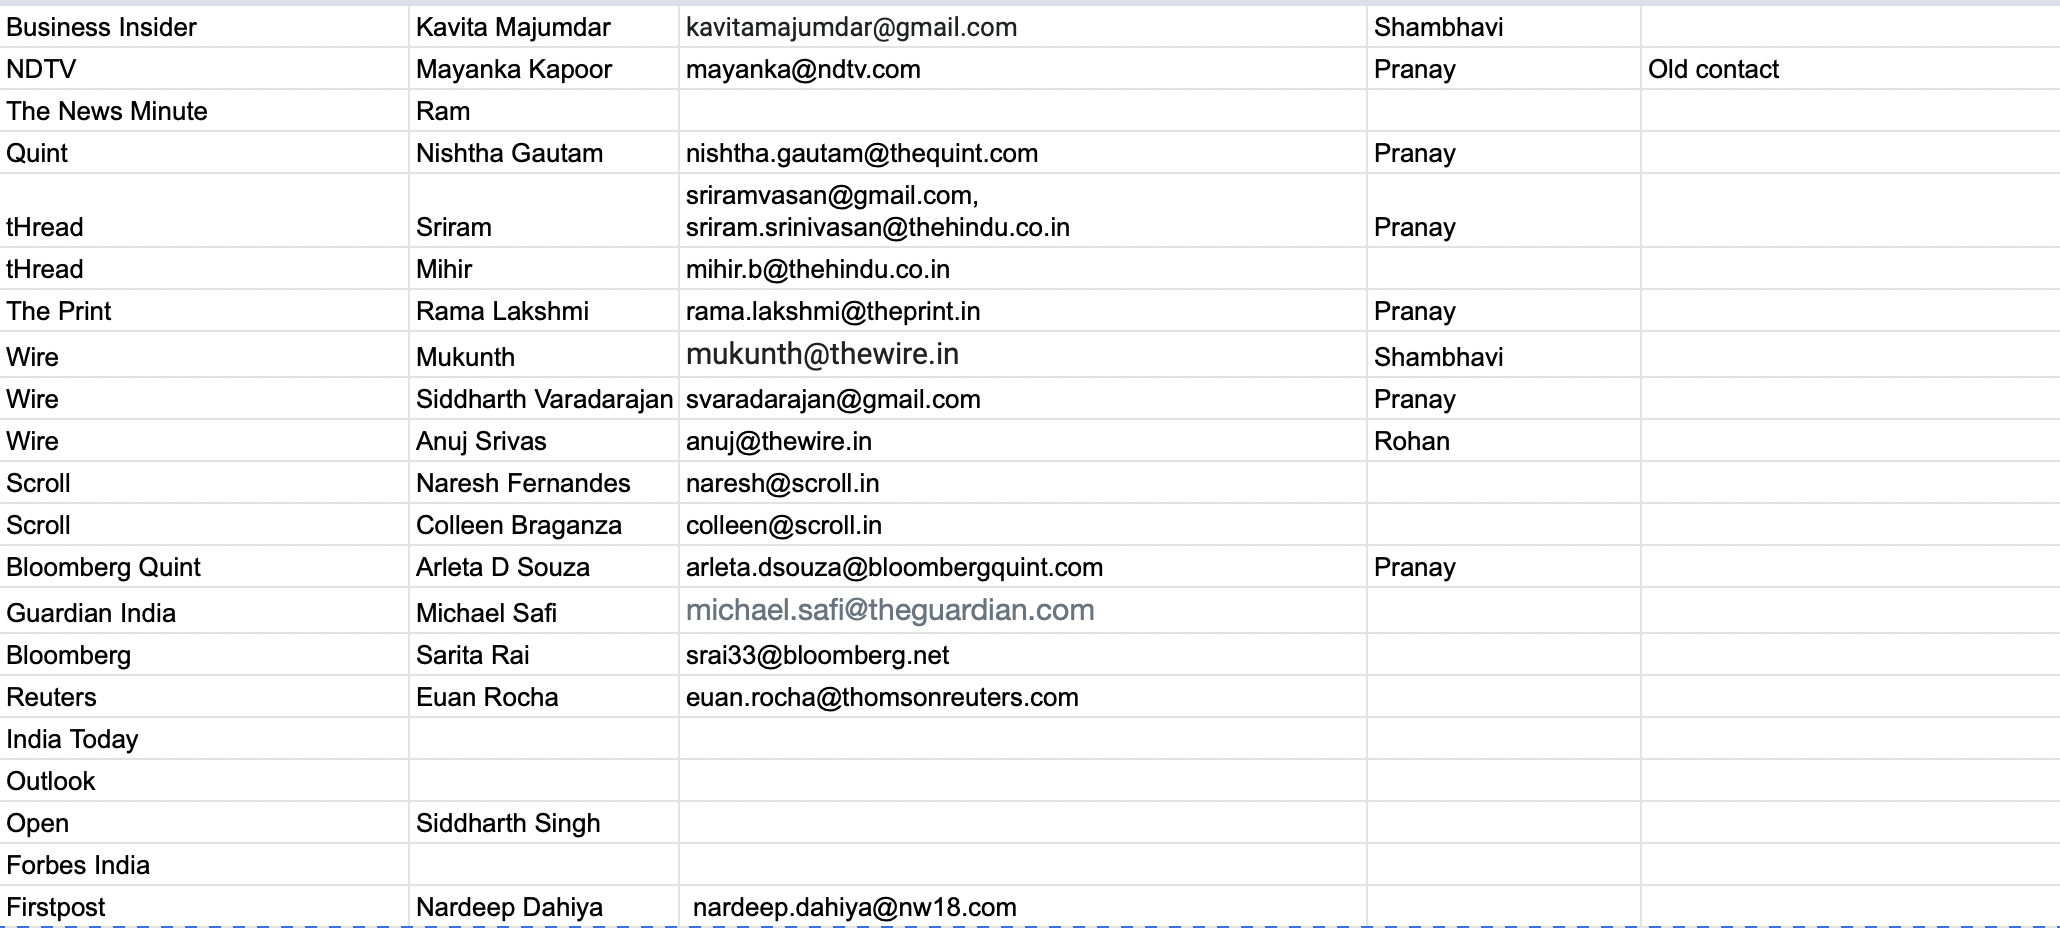 Business Insider Kavita Majumdar kavitamajumdar@gmail.com Shambhavi
NDTV Mayanka Kapoor mayanka@ndtv.com Pranay Old contact
The News Minute Ram
Quint Nishtha Gautam nishtha.gautam@thequint.com Pranay
sriramvasan@gmail.com,
tHread Sriram sriram.srinivasan@thehindu.co.in Pranay
tHread Mihir mihir.b@thehindu.co.in
The Print Rama Lakshmi rama.lakshmi@theprint.in Pranay
Wire Mukunth mukunth@thewire.in Shambhavi
Wire Siddharth Varadarajan svaradarajan@gmail.com Pranay
Wire Anuj Srivas anuj@thewire.in Rohan
Scroll Naresh Fernandes naresh@scroll.in
Scroll Colleen Braganza colleen@scroll.in
Bloomberg Quint Arleta D Souza arleta.dsouza@bloombergquint.com Pranay
Guardian India Michael Safi michael.safi@theguardian.com
Bloomberg Sarita Rai srai33@bloomberg.net
Reuters Euan Rocha euan.rocha@thomsonreuters.com
India Today
Outlook
Open Siddharth Singh
Forbes India
Firstpost Nardeep Dahiya nardeep.dahiya@nw18.com